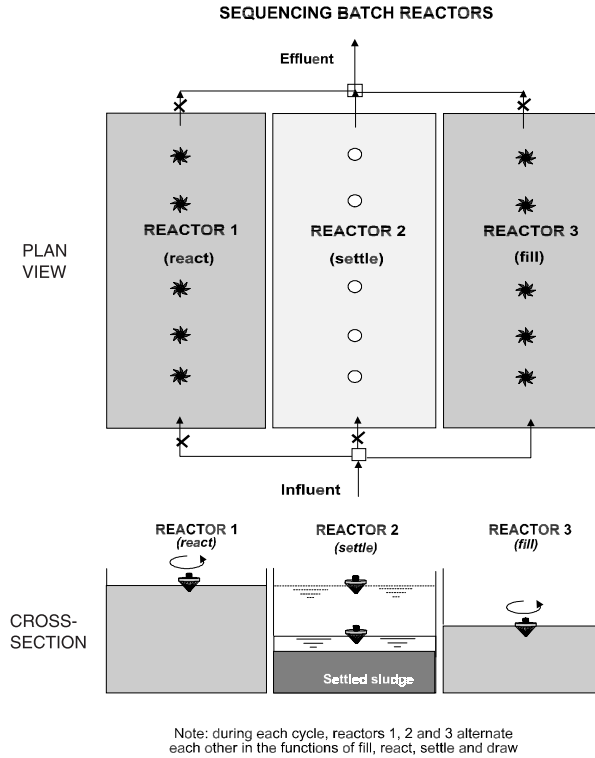 SEQUENCING BATCH REACTORS
Effluent
PLAN
VIEW
REACTOR 1
(react)
REACTOR 2
(settle)
REACTOR 3
(fill)
Influent
REACTOR 1
(react)
REACTOR 2
(settle)
REACTOR 3
(fill)
CROSS-
SECTION
Settled sludge
Note: during each cycle, reactors 1, 2 and 3 alternate
each other in the functions of fill, react, settle and draw